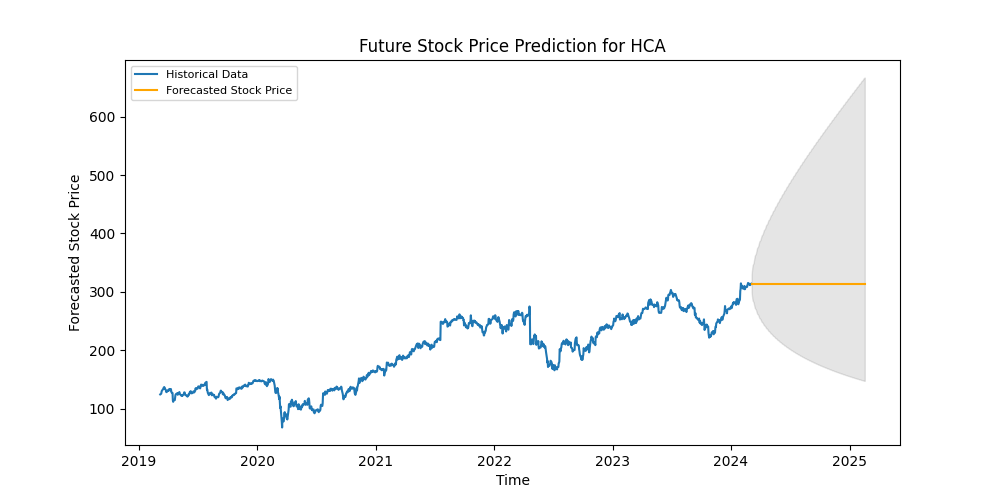 Future Stock Price Prediction for HCA
Historical Data
Forecasted Stock Price
Forecasted Stock Price
600
500
400
300
200
100
2019
2020
2021
2022
2023
2024
2025
Time